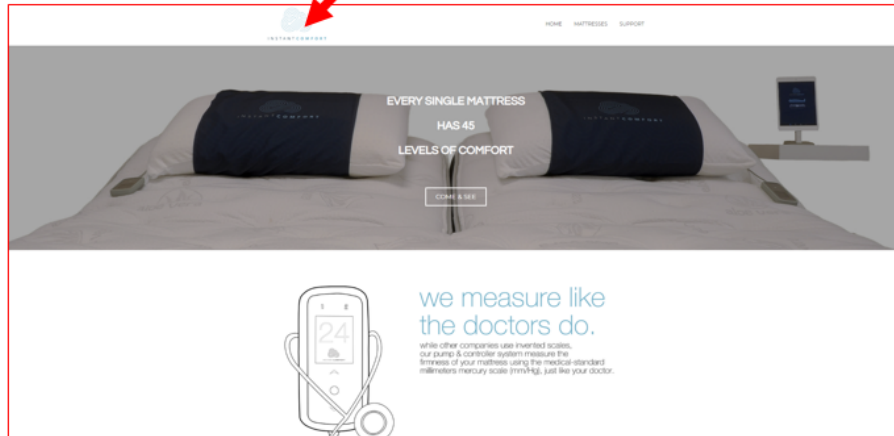 INSTANTCOMFORT
HOME MATTRESSES SUPPORT
EVERY SINGLE MATTRESS
HAS 45
LEVELS OF COMFORT
COME & SEE
INSTANTCOMFORT
INSTANTCOMFORT
24
we measure like
the doctors do.
while other companies use invented scales,
our pump & controller system measure the
firmness of your mattress using the medical-standard
millimeters mercury scale (mm/Hg), just like your doctor.